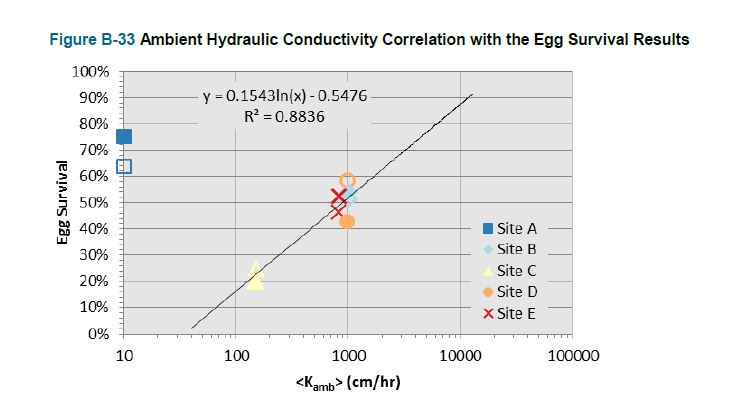 Figure B-33 Ambient Hydraulic Conductivity Correlation with the Egg Survival Results
100%
90%
y = 0.1543ln(x) - 0.5476
R² = 0.8836
80%
70%
60%
50%
40%
30%
20%
10%
0%
Egg Survival
Site A
Site B
Site C
Site D
Site E
10
100
1000
10000
100000
<Kamb> (cm/hr)